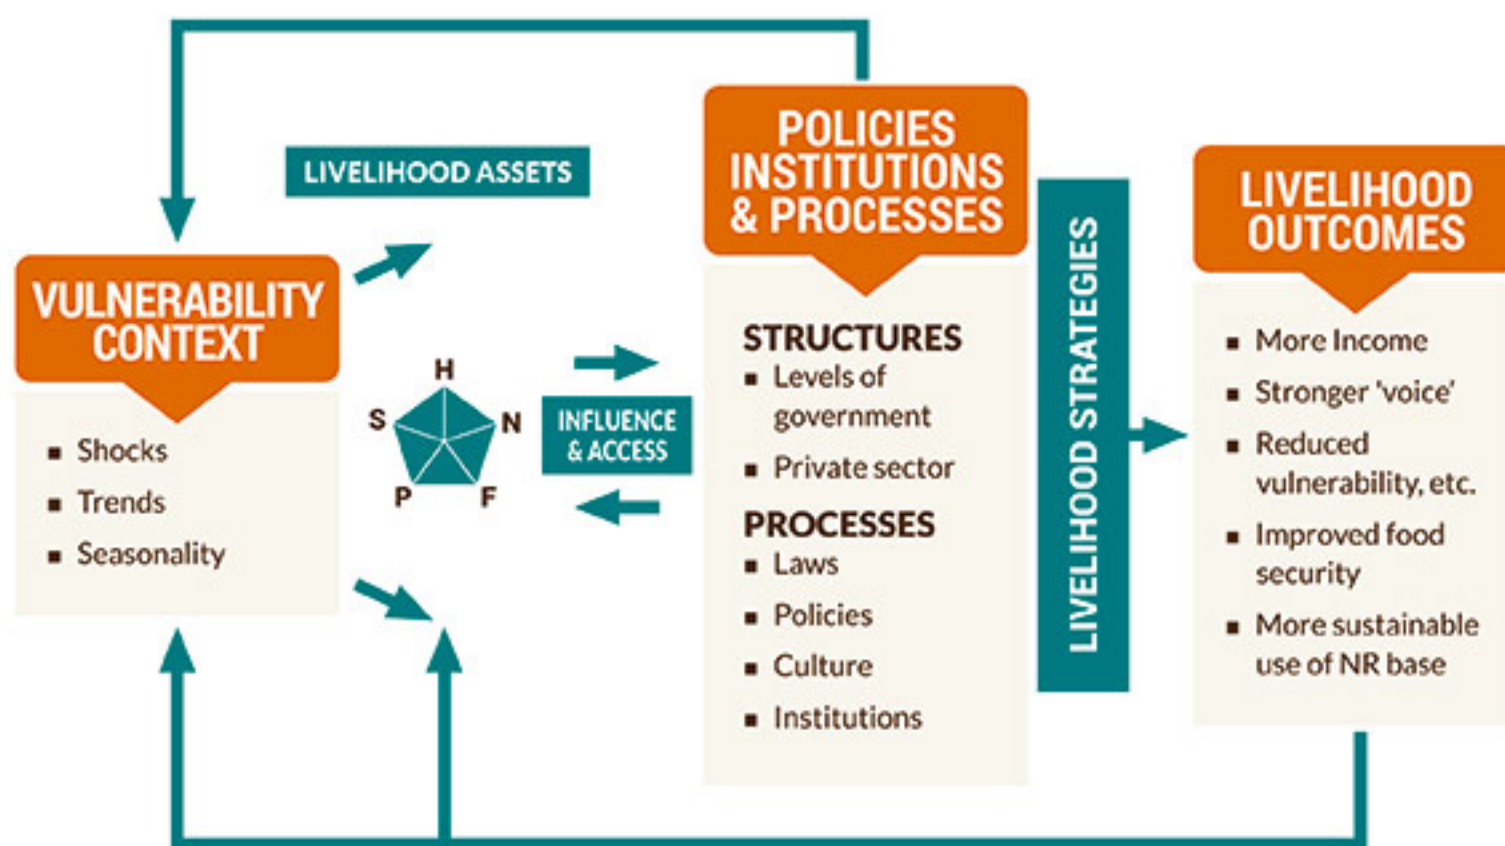 LIVELIHOOD ASSETS
VULNERABILITY
CONTEXT
▪ Shocks
▪ Trends
▪ Seasonality
H
S
N
P
F
INFLUENCE
& ACCESS
POLICIES
INSTITUTIONS
& PROCESSES
STRUCTURES
▪ Levels of
government
▪ Private sector
PROCESSES
▪ Laws
▪ Policies
▪ Culture
▪ Institutions
LIVELIHOOD STRATEGIES
LIVELIHOOD
OUTCOMES
▪ More Income
▪ Stronger 'voice'
▪ Reduced
vulnerability, etc.
▪ Improved food
security
▪ More sustainable
use of NR base